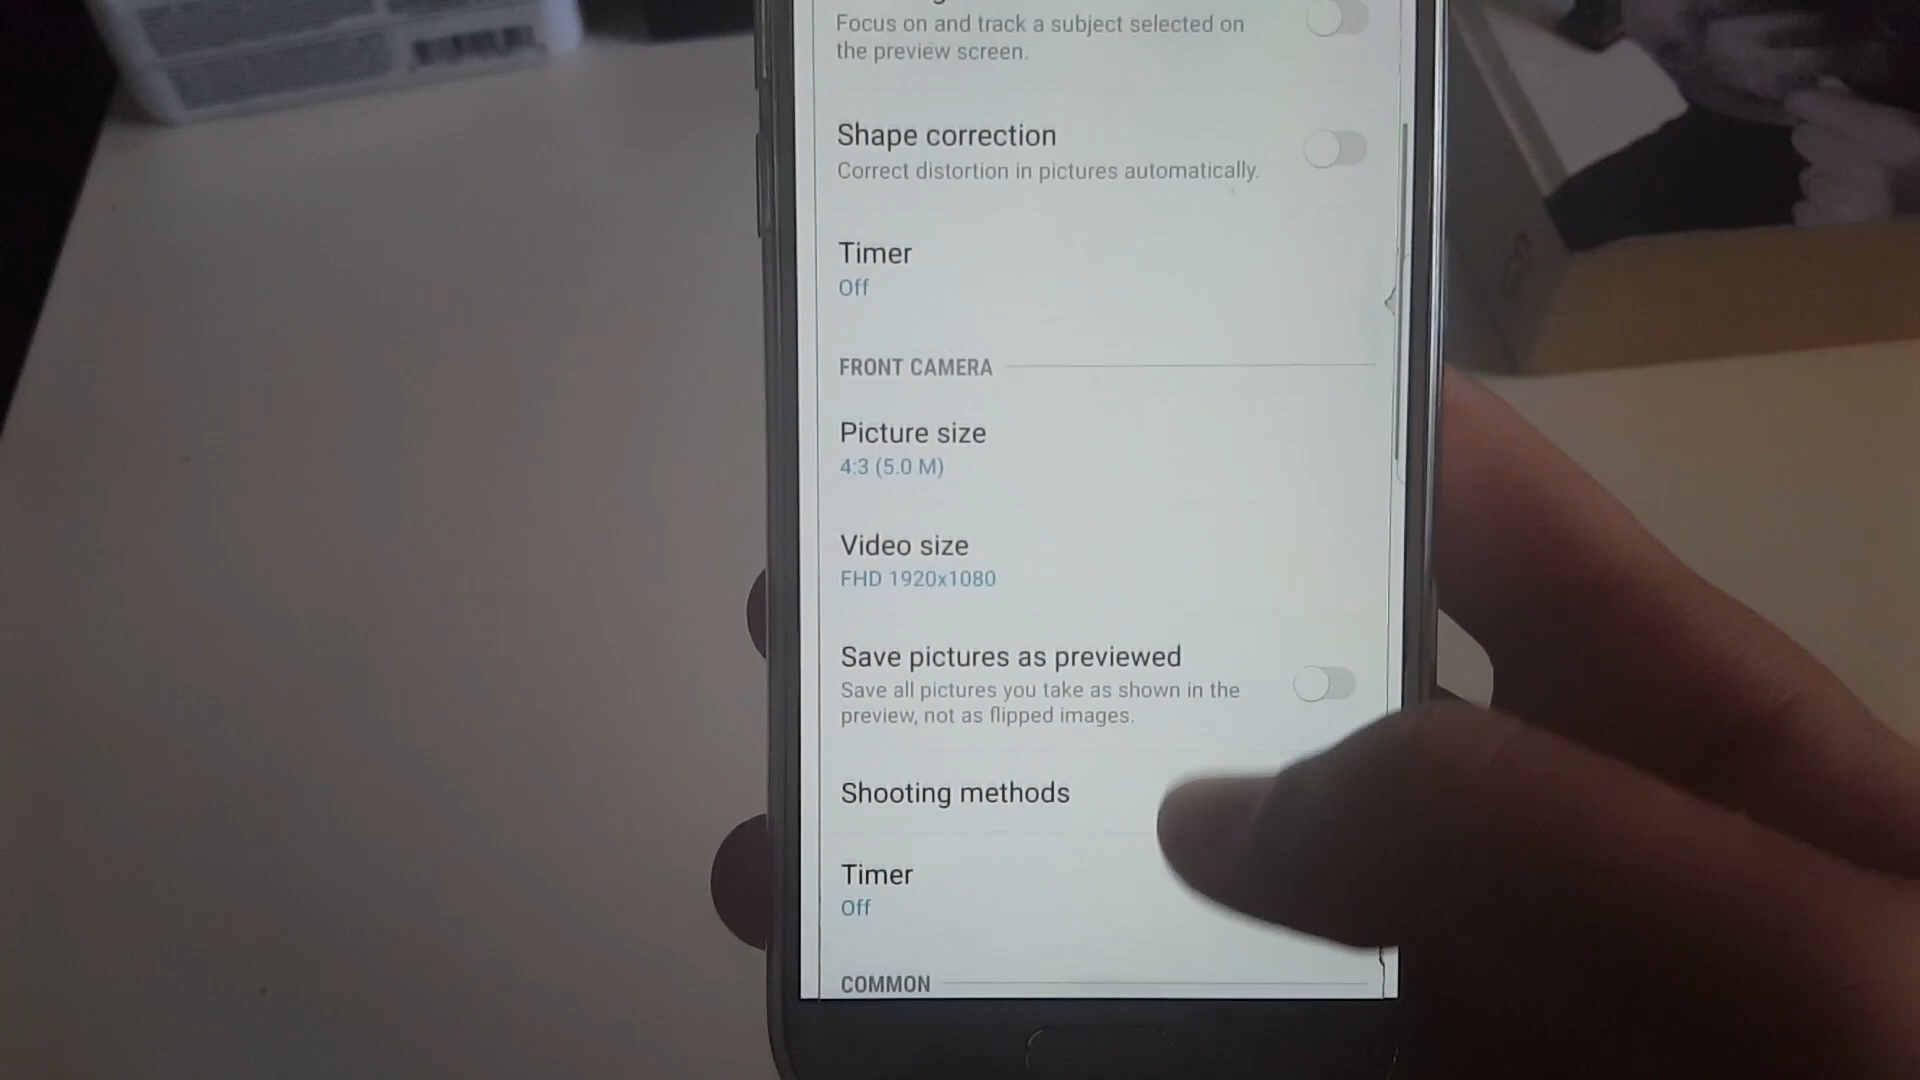 Focus on and track a subject selected on
the preview screen.
Shape correction
Correct distortion in pictures automatically.
Timer
Off
FRONT CAMERA
Picture size
4:3 (5.0 M)
Video size
FHD 1920x1080
Save pictures as previewed
Save all pictures you take as shown in the
preview, not as flipped images.
Shooting methods
Timer
Off
COMMON